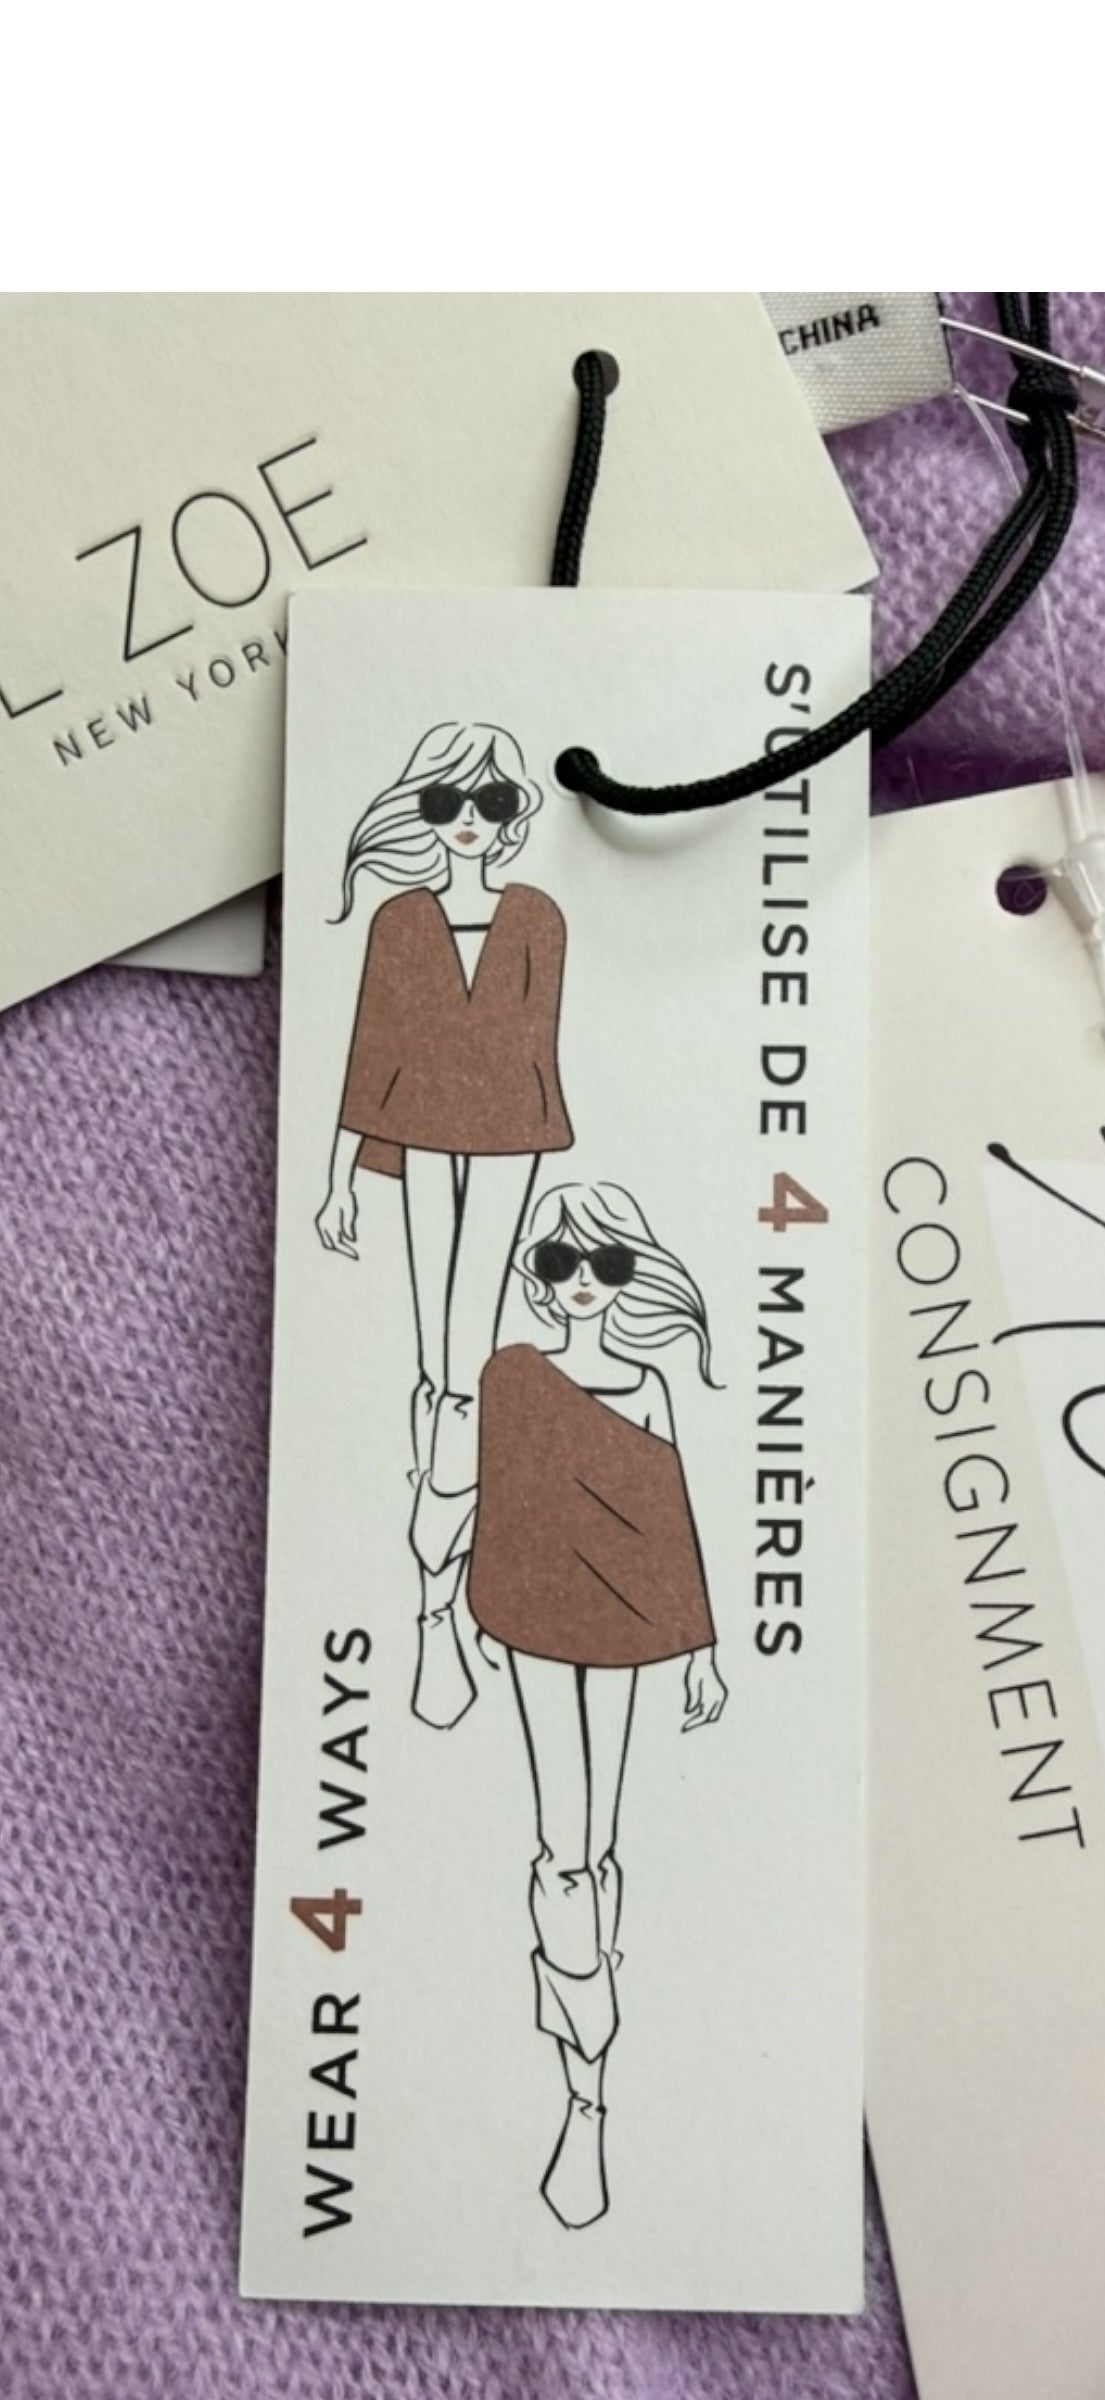 CHINA
L ZOE
NEW YORK
S'UTILISE DE 4 MANIÈRES
WEAR 4 WAYS
CONSIGNMENT